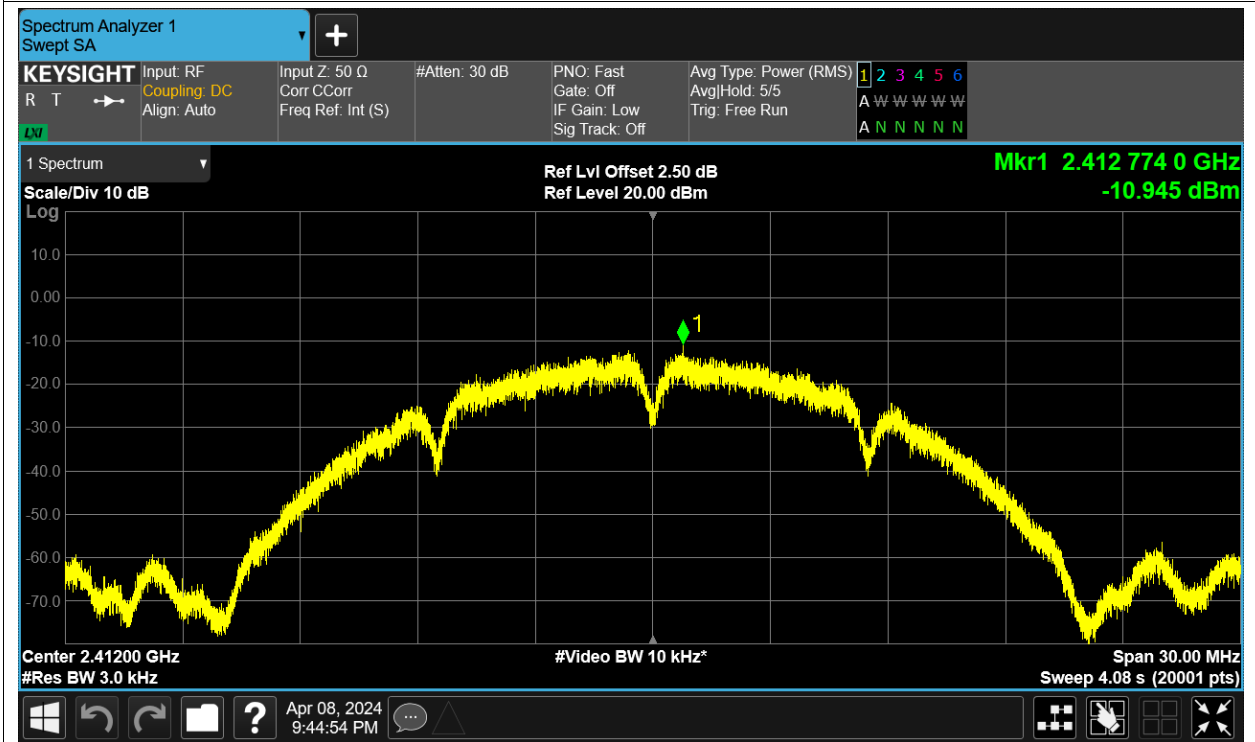 Spectrum Analyzer 1
Swept SA
KEYSIGHT
R T
LXI
Input: RF
Coupling: DC
Align: Auto
Input Z: 50 Ω
Corr CCorr
Freq Ref: Int (S)
#Atten: 30 dB
PNO: Fast
Gate: Off
IF Gain: Low
Sig Track: Off
Avg Type: Power (RMS)
Avg|Hold: 5/5
Trig: Free Run
1 2 3 4 5 6
A W W W W W
A N N N N N
1 Spectrum
Scale/Div 10 dB
Ref Lvl Offset 2.50 dB
Ref Level 20.00 dBm
Mkr1 2.412 774 0 GHz
-10.945 dBm
Log
10.0
0.00
-10.0
-20.0
-30.0
-40.0
-50.0
-60.0
-70.0
1
Center 2.41200 GHz
#Res BW 3.0 kHz
#Video BW 10 kHz*
Span 30.00 MHz
Sweep 4.08 s (20001 pts)
?
Apr 08, 2024
9:44:54 PM